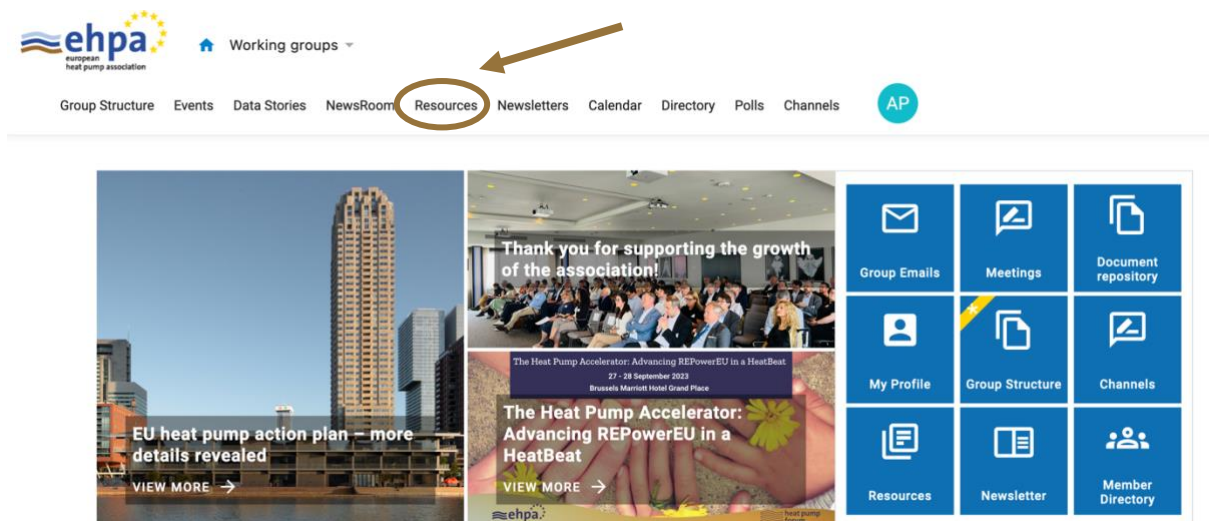 ehpa
european
heat pump association
Working groups
Group Structure Events Data Stories NewsRoom Resources Newsletters Calendar Directory Polls Channels AP
EU heat pump action plan – more
details revealed
VIEW MORE →
Thank you for supporting the growth
of the association!
The Heat Pump Accelerator: Advancing REPowerEU in a HeatBeat
27 - 28 September 2023
Brussels Marriott Hotel Grand Place
The Heat Pump Accelerator:
Advancing REPowerEU in a
HeatBeat
VIEW MORE →
ehpa
heat pump
forum
Group Emails
Meetings
Document
repository
My Profile
Group Structure
Channels
Resources
Newsletter
Member
Directory